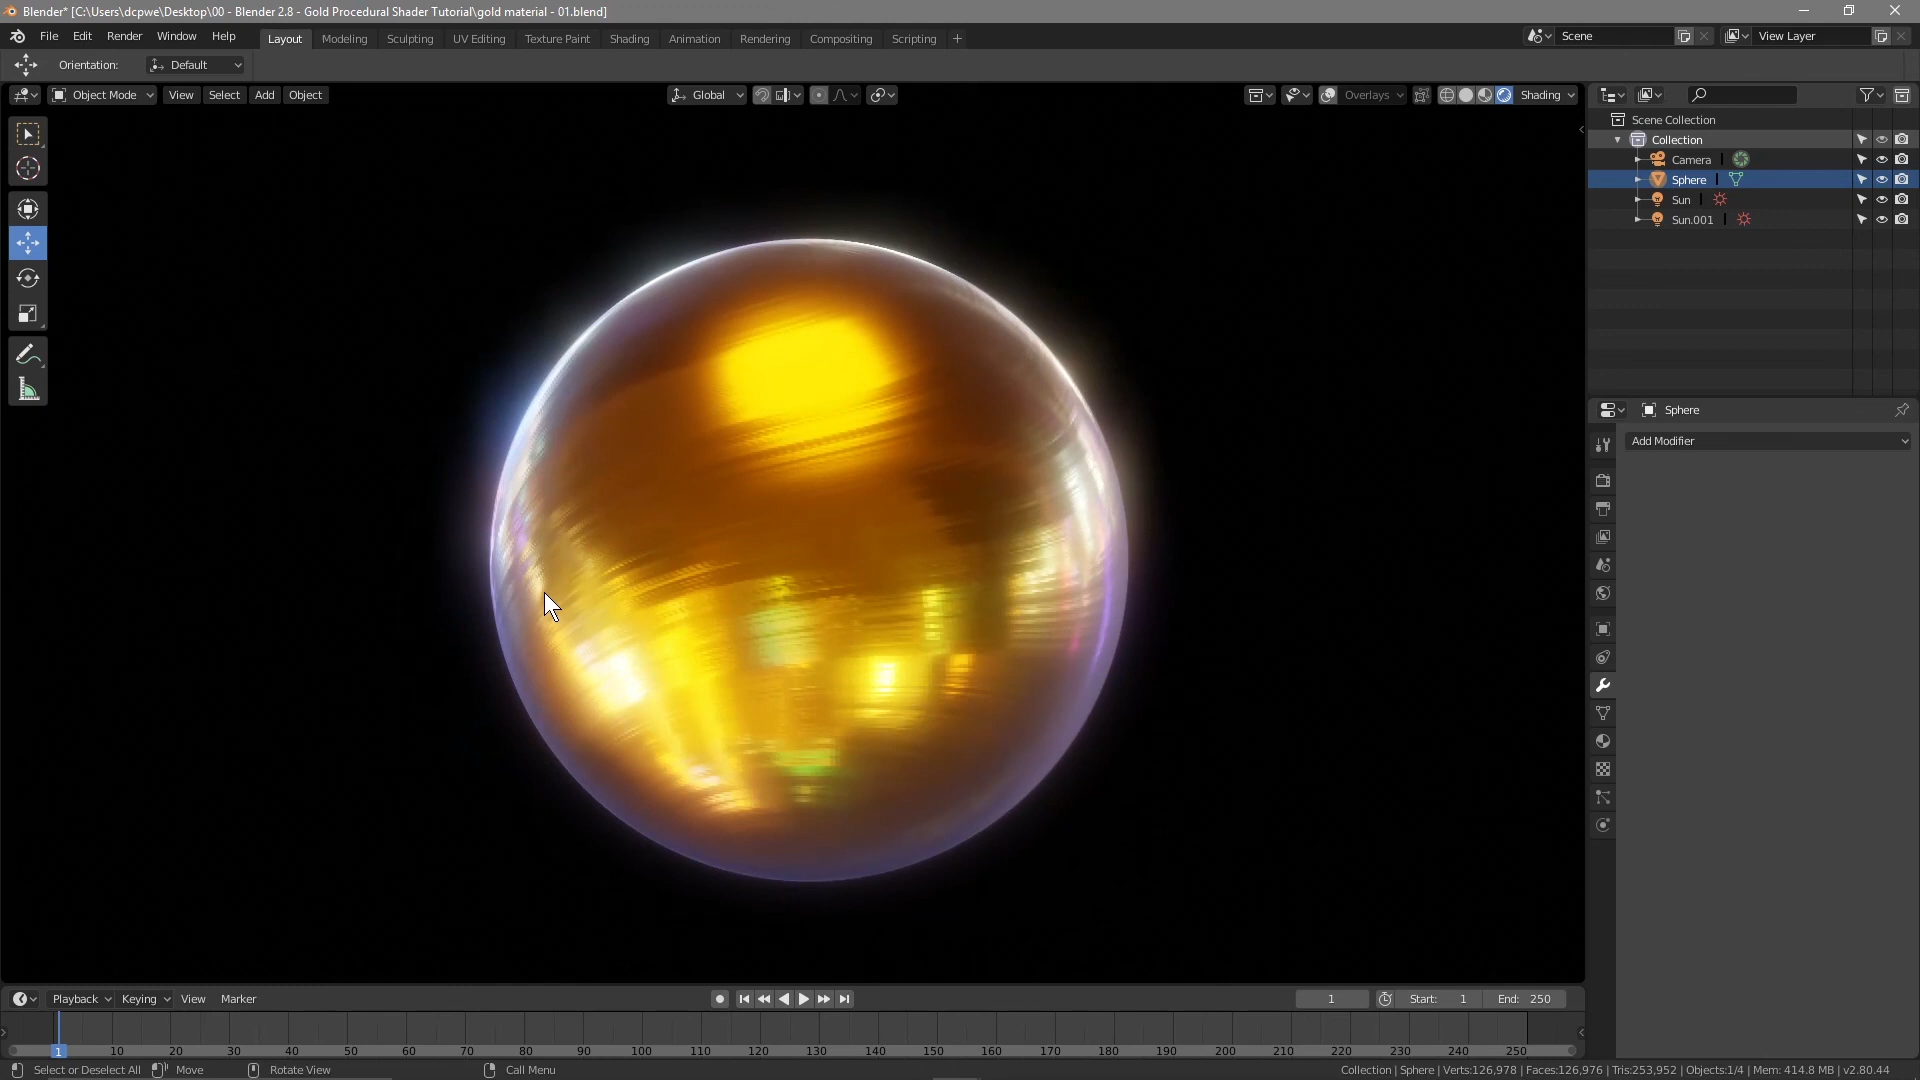 Blender* [C:\Users\dcpwe\Desktop\00 - Blender 2.8 - Gold Procedural Shader Tutorial\gold material - 01.blend]
File Edit Render Window Help Layout Modeling Sculpting UV Editing Texture Paint Shading Animation Rendering Compositing Scripting + Scene View Layer
Orientation: Default
Object Mode View Select Add Object Global Overlays Shading
Scene Collection
Collection
Camera
Sphere
Sun
Sun.001
Sphere
Add Modifier
Playback Keying View Marker 1 Start: 1 End: 250
1 10 20 30 40 50 60 70 80 90 100 110 120 130 140 150 160 170 180 190 200 210 220 230 240 250
Select or Deselect All Move Rotate View Call Menu Collection | Sphere | Verts:126,978 | Faces:126,976 | Tris:253,952 | Objects:1/4 | Mem: 414.8 MB | v2.80.44